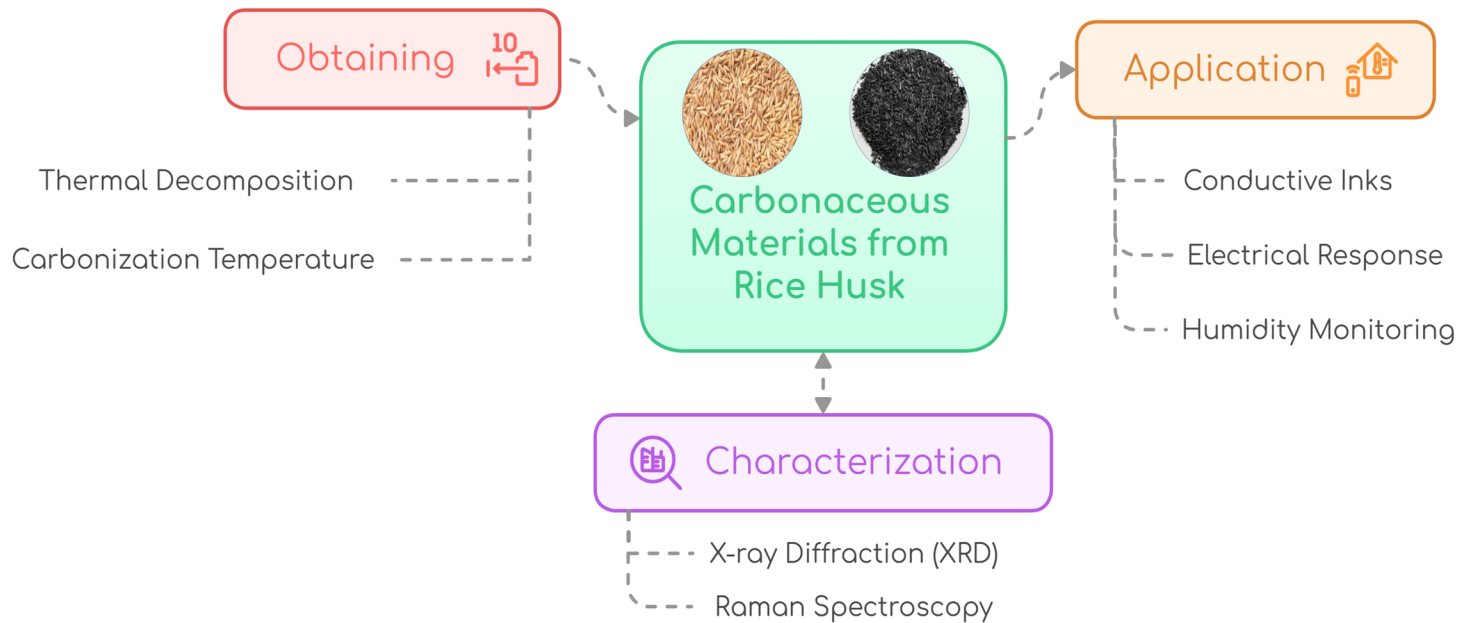 Obtaining
10
Thermal Decomposition
Carbonization Temperature
Carbonaceous
Materials from
Rice Husk
Application
Conductive Inks
Electrical Response
Humidity Monitoring
Characterization
X-ray Diffraction (XRD)
Raman Spectroscopy